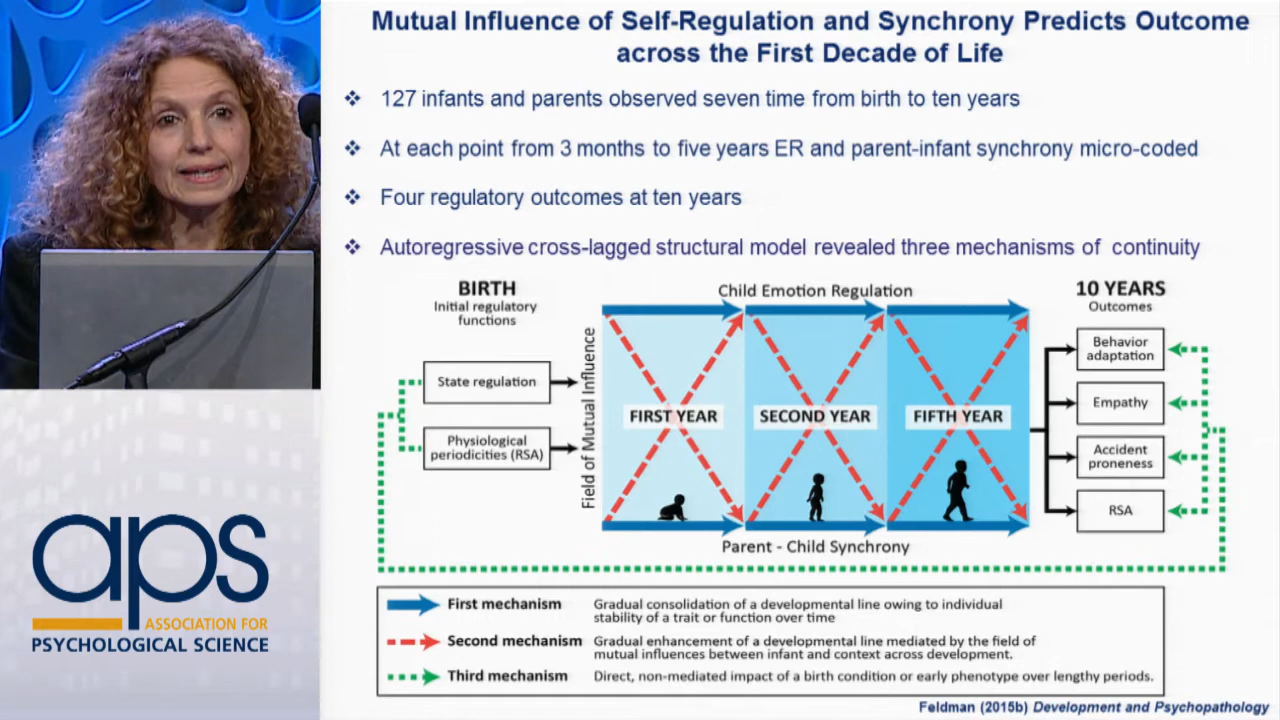 Mutual Influence of Self-Regulation and Synchrony Predicts Outcome
across the First Decade of Life
127 infants and parents observed seven time from birth to ten years
At each point from 3 months to five years ER and parent-infant synchrony micro-coded
Four regulatory outcomes at ten years
Autoregressive cross-lagged structural model revealed three mechanisms of continuity
BIRTH
Initial regulatory
functions
State regulation
Physiological
periodicities (RSA)
Field of Mutual Influence
Child Emotion Regulation
FIRST YEAR
SECOND YEAR
FIFTH YEAR
Parent - Child Synchrony
10 YEARS
Outcomes
Behavior
adaptation
Empathy
Accident
proneness
RSA
First mechanism
Gradual consolidation of a developmental line owing to individual
stability of a trait or function over time
Second mechanism
Gradual enhancement of a developmental line mediated by the field of
mutual influences between infant and context across development.
Third mechanism
Direct, non-mediated impact of a birth condition or early phenotype over lengthy periods.
Feldman (2015b) Development and Psychopathology
aps
ASSOCIATION FOR
PSYCHOLOGICAL SCIENCE